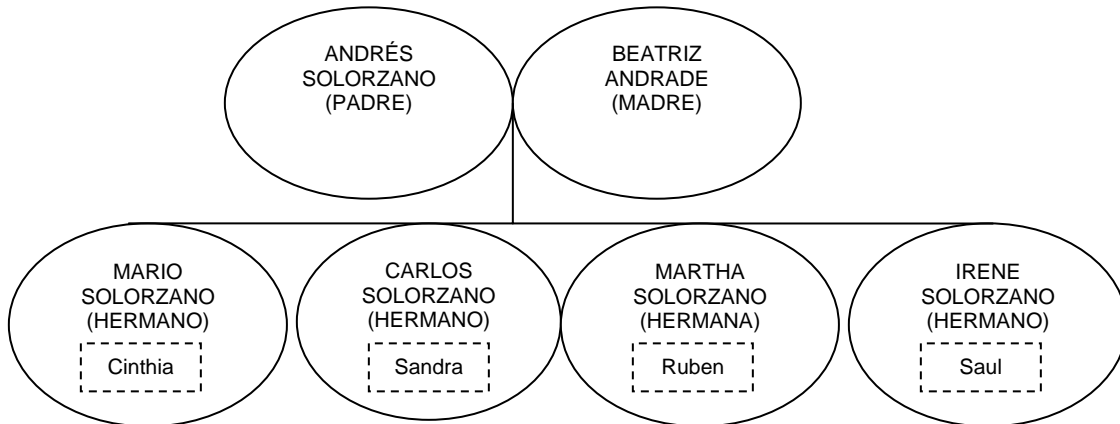 ANDRÉS
SOLORZANO
(PADRE)
BEATRIZ
ANDRADE
(MADRE)
MARIO
SOLORZANO
(HERMANO)
Cinthia
CARLOS
SOLORZANO
(HERMANO)
Sandra
MARTHA
SOLORZANO
(HERMANA)
Ruben
IRENE
SOLORZANO
(HERMANO)
Saul